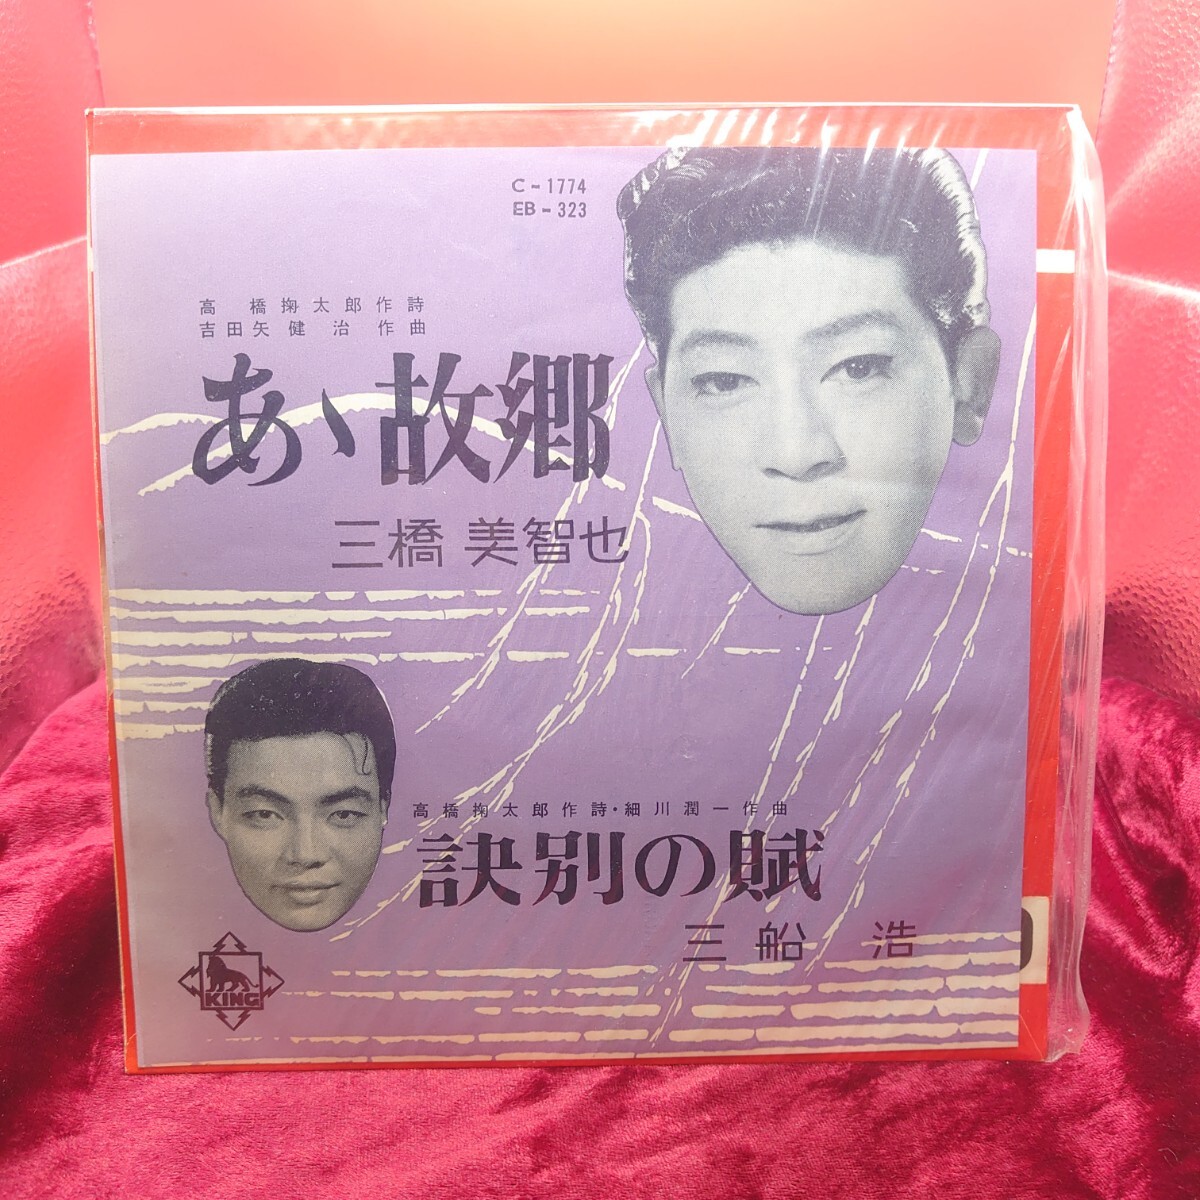 C-1774
EB-323
高橋掬太郎作詩
吉田矢健治作曲
あゝ故郷
三橋美智也
高橋掬太郎作詩・細川潤一作曲
訣別の賦
三船浩
KING